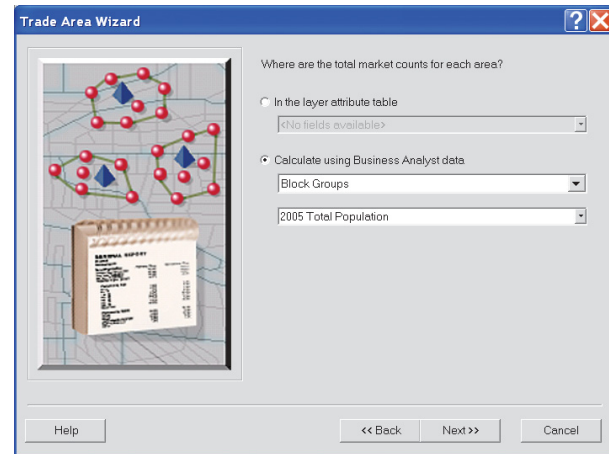 Trade Area Wizard
Where are the total market counts for each area?
In the layer attribute table
<No fields available>
Calculate using Business Analyst data
Block Groups
2005 Total Population
Help
<< Back
Next >>
Cancel